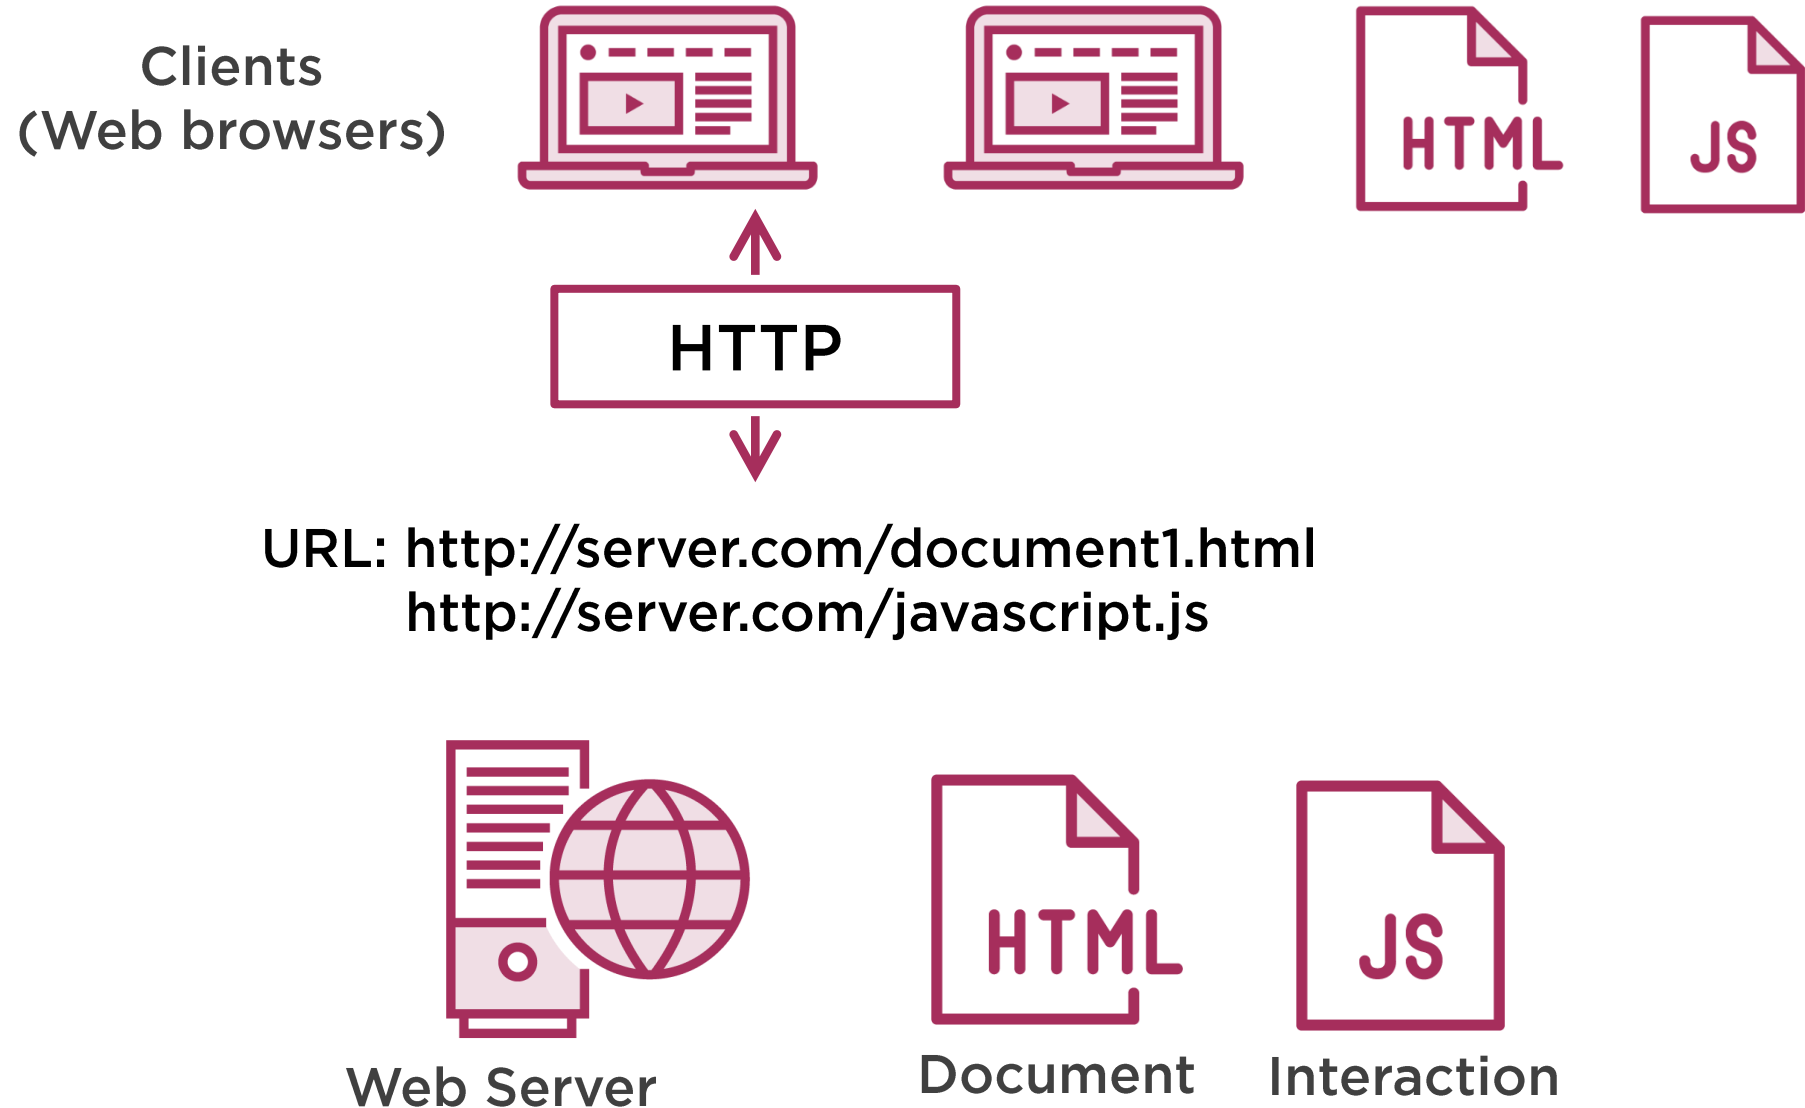 Clients
(Web browsers)
HTML
JS
HTTP
URL: http://server.com/document1.html
http://server.com/javascript.js
HTML
JS
Web Server
Document
Interaction